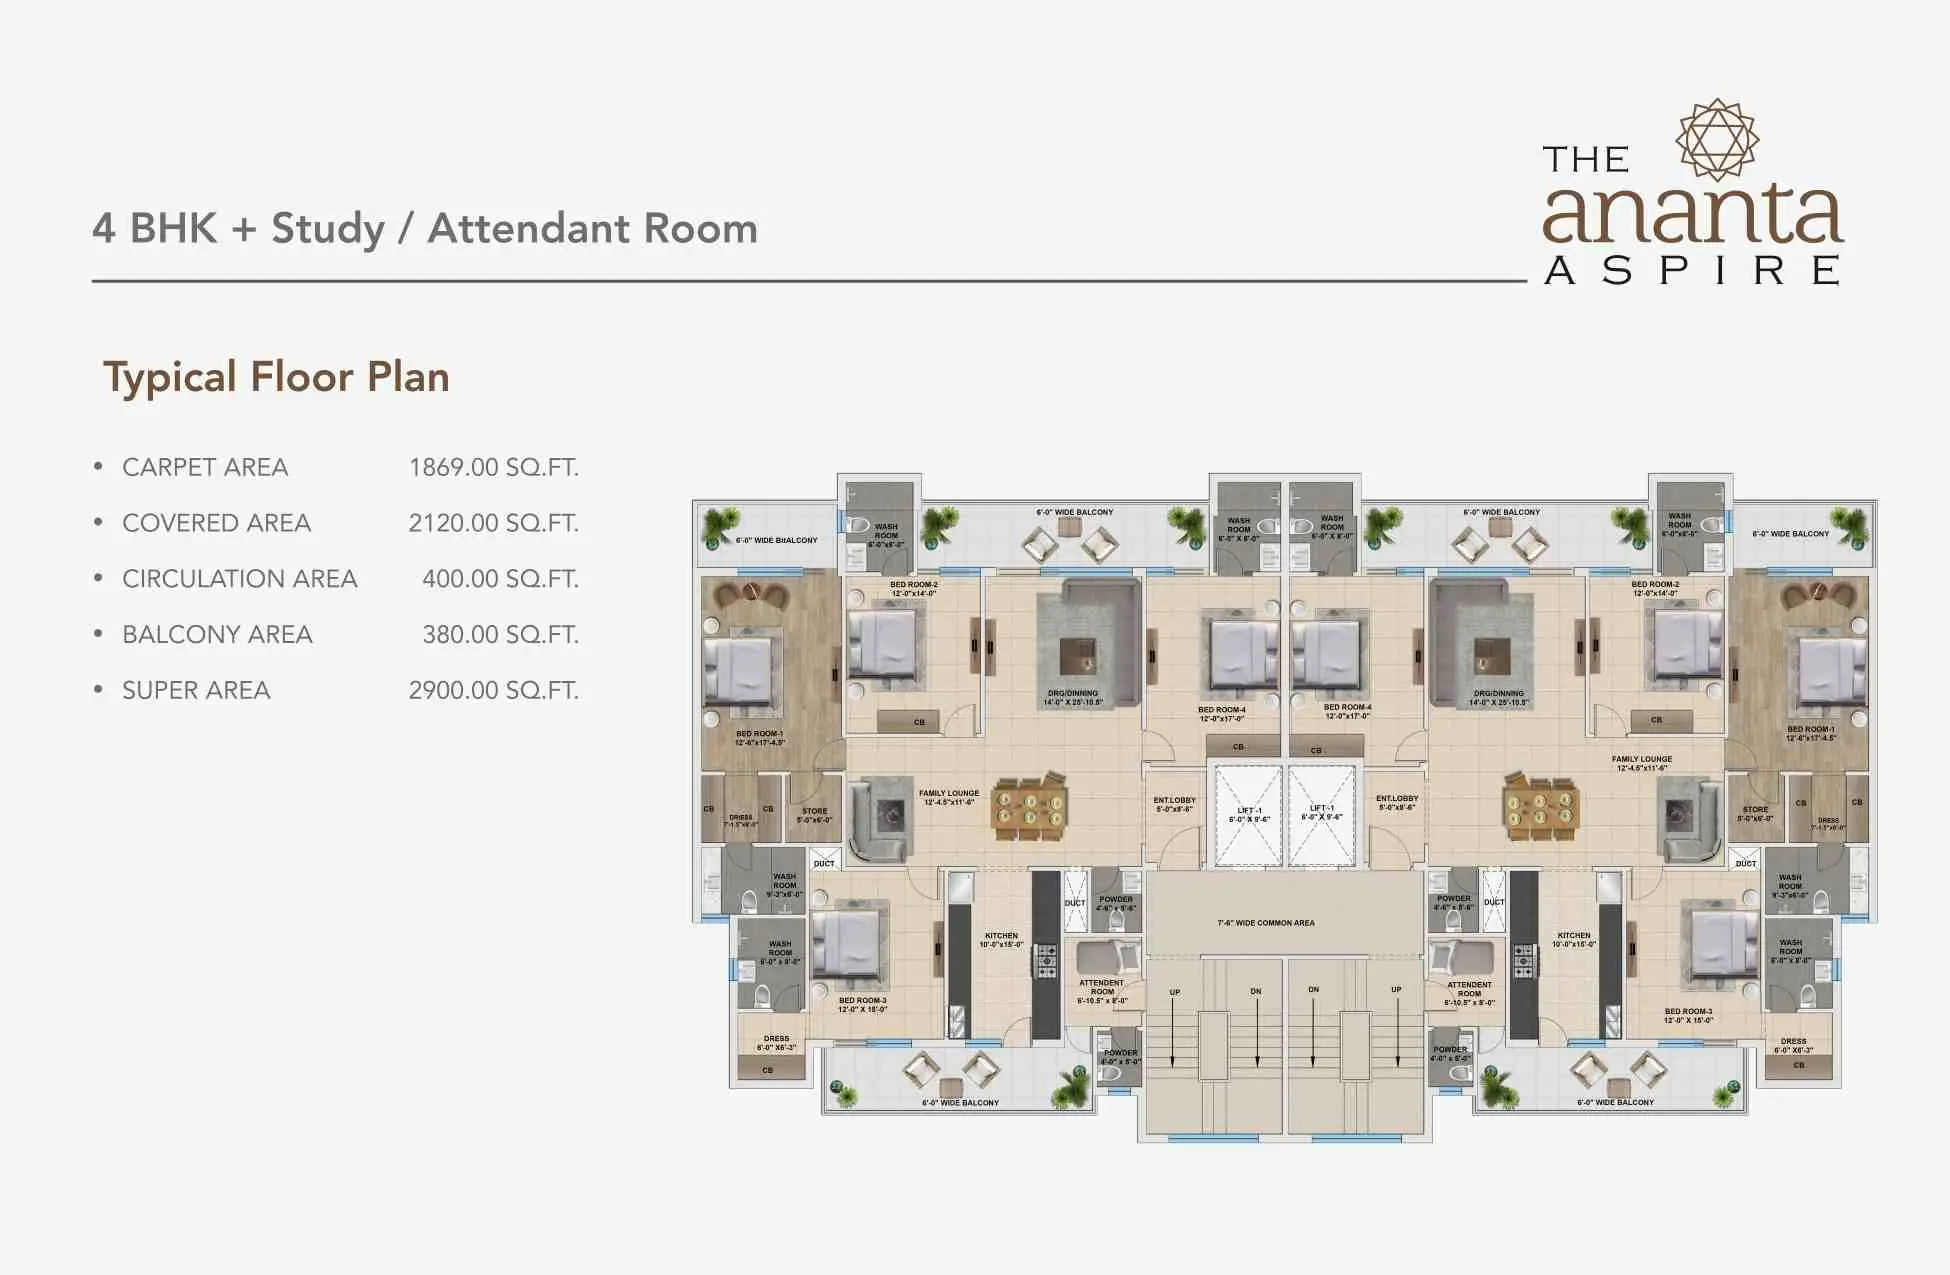 THE
ananta
ASPIRE
4 BHK + Study / Attendant Room
Typical Floor Plan
• CARPET AREA 1869.00 SQ.FT.
• COVERED AREA 2120.00 SQ.FT.
• CIRCULATION AREA 400.00 SQ.FT.
• BALCONY AREA 380.00 SQ.FT.
• SUPER AREA 2900.00 SQ.FT.
6'-0" WIDE BttALCONY
WASH
ROOM
6'-0"x8'-0"
6'-0" WIDE BALCONY
WASH
ROOM
6'-0" X 8'-0"
WASH
ROOM
6'-0" X 8'-0"
6'-0" WIDE BALCONY
WASH
ROOM
6'-0"x8'-0"
6'-0" WIDE BALCONY
BED ROOM-2
12'-0"x14'-0"
BED ROOM-2
12'-0"x14'-0"
DRG/DINNING
14'-0" X 25'-10.5"
BED ROOM-4
12'-0"x17'-0"
BED ROOM-4
12'-0"x17'-0"
DRG/DINNING
14'-0" X 25'-10.5"
CB
CB
BED ROOM-1
12'-6"x17'-4.5"
BED ROOM-1
12'-6"x17'-4.5"
CB
CB
FAMILY LOUNGE
12'-4.5"x11'-6"
FAMILY LOUNGE
12'-4.5"x11'-6"
CB
CB
DRESS
7'-1.5"x6'-0"
STORE
5'-0"x6'-0"
ENT.LOBBY
5'-0"x8'-6"
LIFT -1
6'-0" X 9'-6"
LIFT -1
6'-0" X 9'-6"
ENT.LOBBY
5'-0"x8'-6"
STORE
5'-0"x6'-0"
CB
CB
DRESS
7'-1.5"x6'-0"
DUCT
DUCT
WASH
ROOM
9'-3"x6'-0"
WASH
ROOM
9'-3"x6'-0"
DUCT
POWDER
4'-6" x 5'-6"
7'-6" WIDE COMMON AREA
POWDER
4'-6" x 5'-6"
DUCT
WASH
ROOM
6'-0" x 8'-0"
KITCHEN
10'-0"x15'-0"
KITCHEN
10'-0"x15'-0"
WASH
ROOM
6'-0" x 8'-0"
BED ROOM-3
12'-0" X 15'-0"
ATTENDENT
ROOM
6'-10.5" x 8'-0"
UP
DN
DN
UP
ATTENDENT
ROOM
6'-10.5" x 8'-0"
BED ROOM-3
12'-0" X 15'-0"
DRESS
6'-0" X6'-3"
CB
POWDER
4'-0" x 5'-0"
POWDER
4'-0" x 5'-0"
DRESS
6'-0" X6'-3"
CB
6'-0" WIDE BALCONY
6'-0" WIDE BALCONY